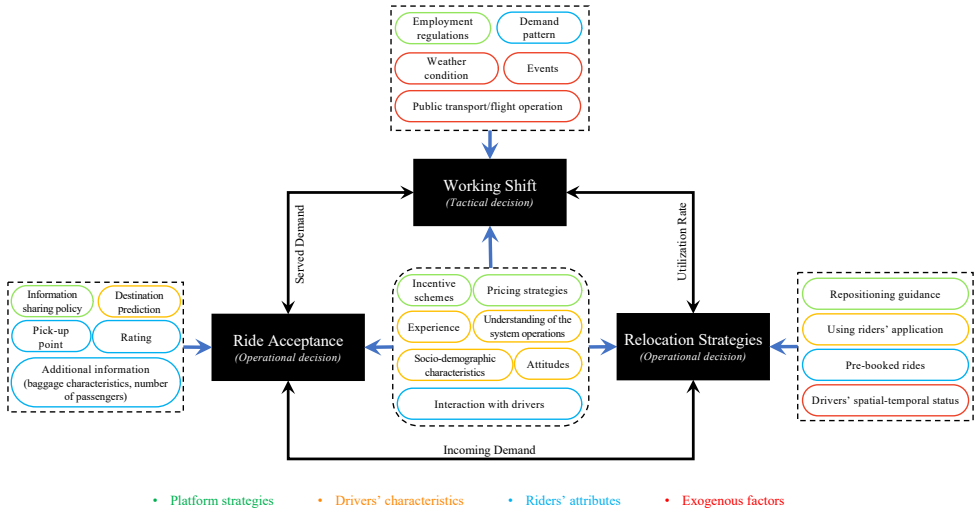 Employment
regulations
Demand
pattern
Weather
condition
Events
Public transport/flight operation
Working Shift
(Tactical decision)
Served Demand
Utilization Rate
Information
sharing policy
Destination
prediction
Pick-up
point
Rating
Additional information
(baggage characteristics, number
of passengers)
Ride Acceptance
(Operational decision)
Incentive
schemes
Pricing strategies
Experience
Understanding of the
system operations
Socio-demographic
characteristics
Attitudes
Interaction with drivers
Relocation Strategies
(Operational decision)
Repositioning guidance
Using riders’ application
Pre-booked rides
Drivers’ spatial-temporal status
Incoming Demand
• Platform strategies
• Drivers’ characteristics
• Riders’ attributes
• Exogenous factors